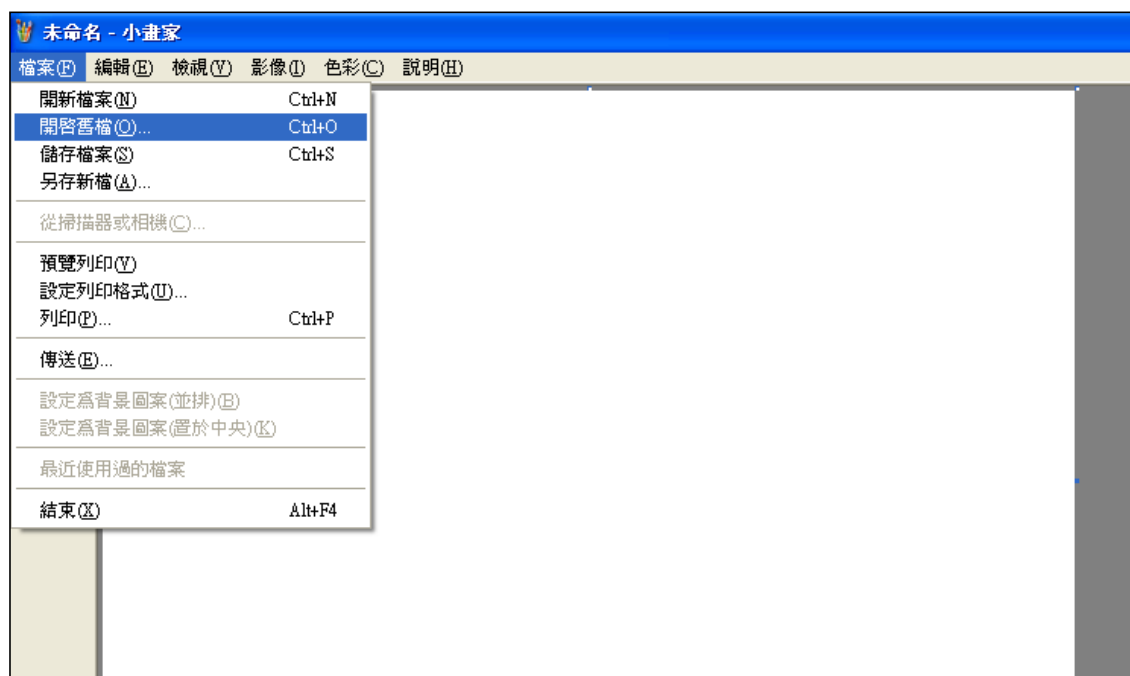 未命名 - 小畫家
檔案(F) 編輯(E) 檢視(V) 影像(I) 色彩(C) 說明(H)
開新檔案(N) Ctrl+N
開啓舊檔(O)... Ctrl+O
儲存檔案(S) Ctrl+S
另存新檔(A)...
從掃描器或相機(C)...
預覽列印(V)
設定列印格式(U)...
列印(P)... Ctrl+P
傳送(E)...
設定爲背景圖案(並排)(B)
設定爲背景圖案(置於中央)(K)
最近使用過的檔案
結束(X) Alt+F4